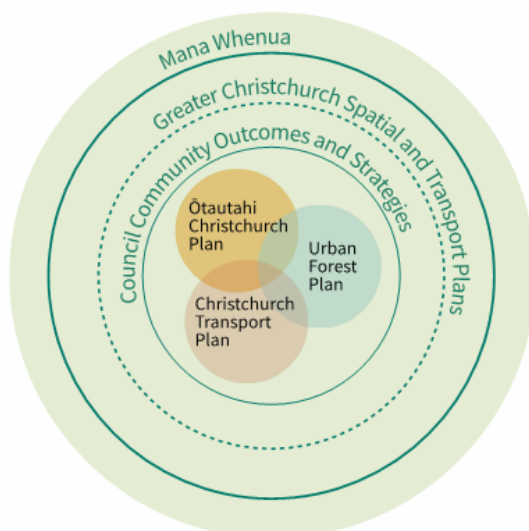 Mana Whenua
Greater Christchurch Spatial and Transport Plans
Council Community Outcomes and Strategies
Ōtautahi
Christchurch
Plan
Urban
Forest
Plan
Christchurch
Transport
Plan